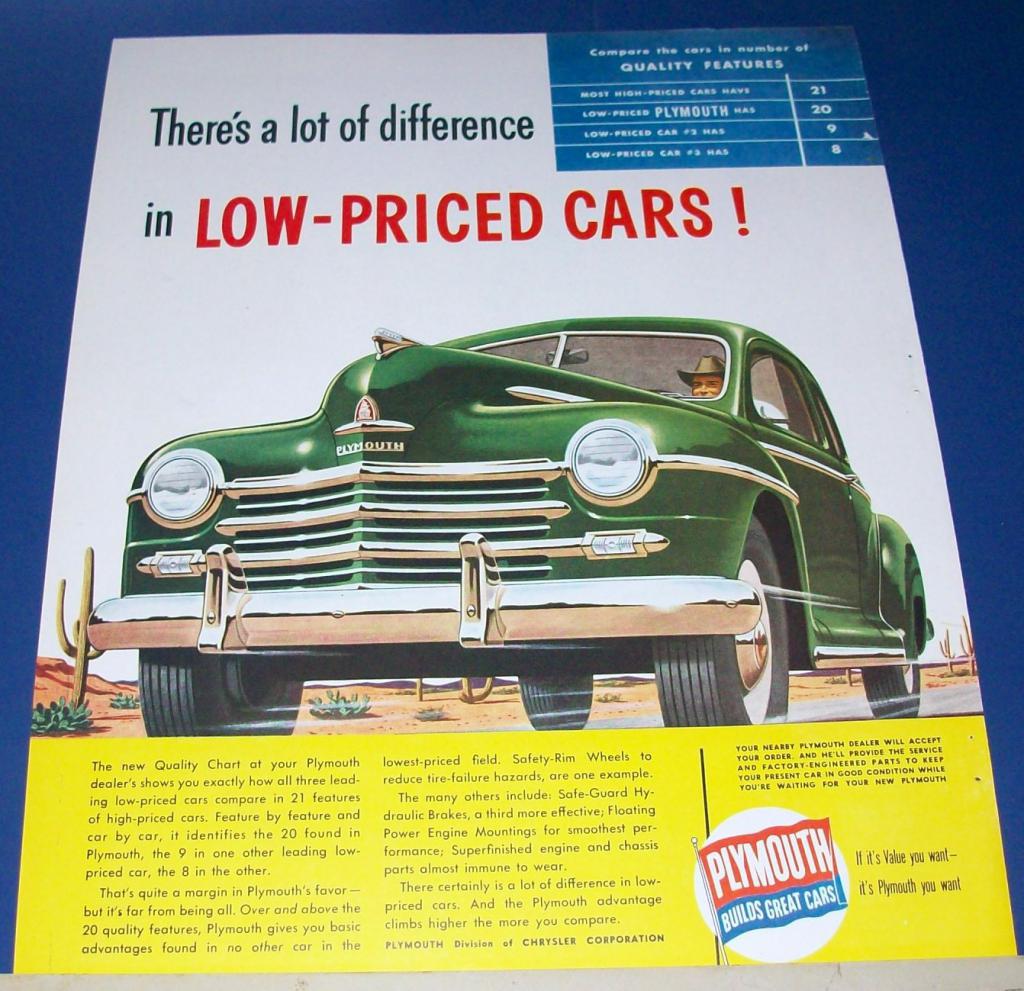 Compare the cars in number of
QUALITY FEATURES
MOST HIGH-PRICED CARS HAVE 21
LOW-PRICED PLYMOUTH HAS 20
LOW-PRICED CAR #2 HAS 9
LOW-PRICED CAR #3 HAS 8
There's a lot of difference
in LOW-PRICED CARS !
PLYMOUTH
The new Quality Chart at your Plymouth
dealer's shows you exactly how all three lead-
ing low-priced cars compare in 21 features
of high-priced cars. Feature by feature and
car by car, it identifies the 20 found in
Plymouth, the 9 in one other leading low-
priced car, the 8 in the other.
That's quite a margin in Plymouth's favor—
but it's far from being all. Over and above the
20 quality features, Plymouth gives you basic
advantages found in no other car in the
lowest-priced field. Safety-Rim Wheels to
reduce tire-failure hazards, are one example.
The many others include: Safe-Guard Hy-
draulic Brakes, a third more effective; Floating
Power Engine Mountings for smoothest per-
formance; Superfinished engine and chassis
parts almost immune to wear.
There certainly is a lot of difference in low-
priced cars. And the Plymouth advantage
climbs higher the more you compare.
PLYMOUTH Division of CHRYSLER CORPORATION
YOUR NEARBY PLYMOUTH DEALER WILL ACCEPT
YOUR ORDER, AND HE'LL PROVIDE THE SERVICE
AND FACTORY-ENGINEERED PARTS TO KEEP
YOUR PRESENT CAR IN GOOD CONDITION WHILE
YOU'RE WAITING FOR YOUR NEW PLYMOUTH
PLYMOUTH
BUILDS GREAT CARS
If it's Value you want—
it's Plymouth you want